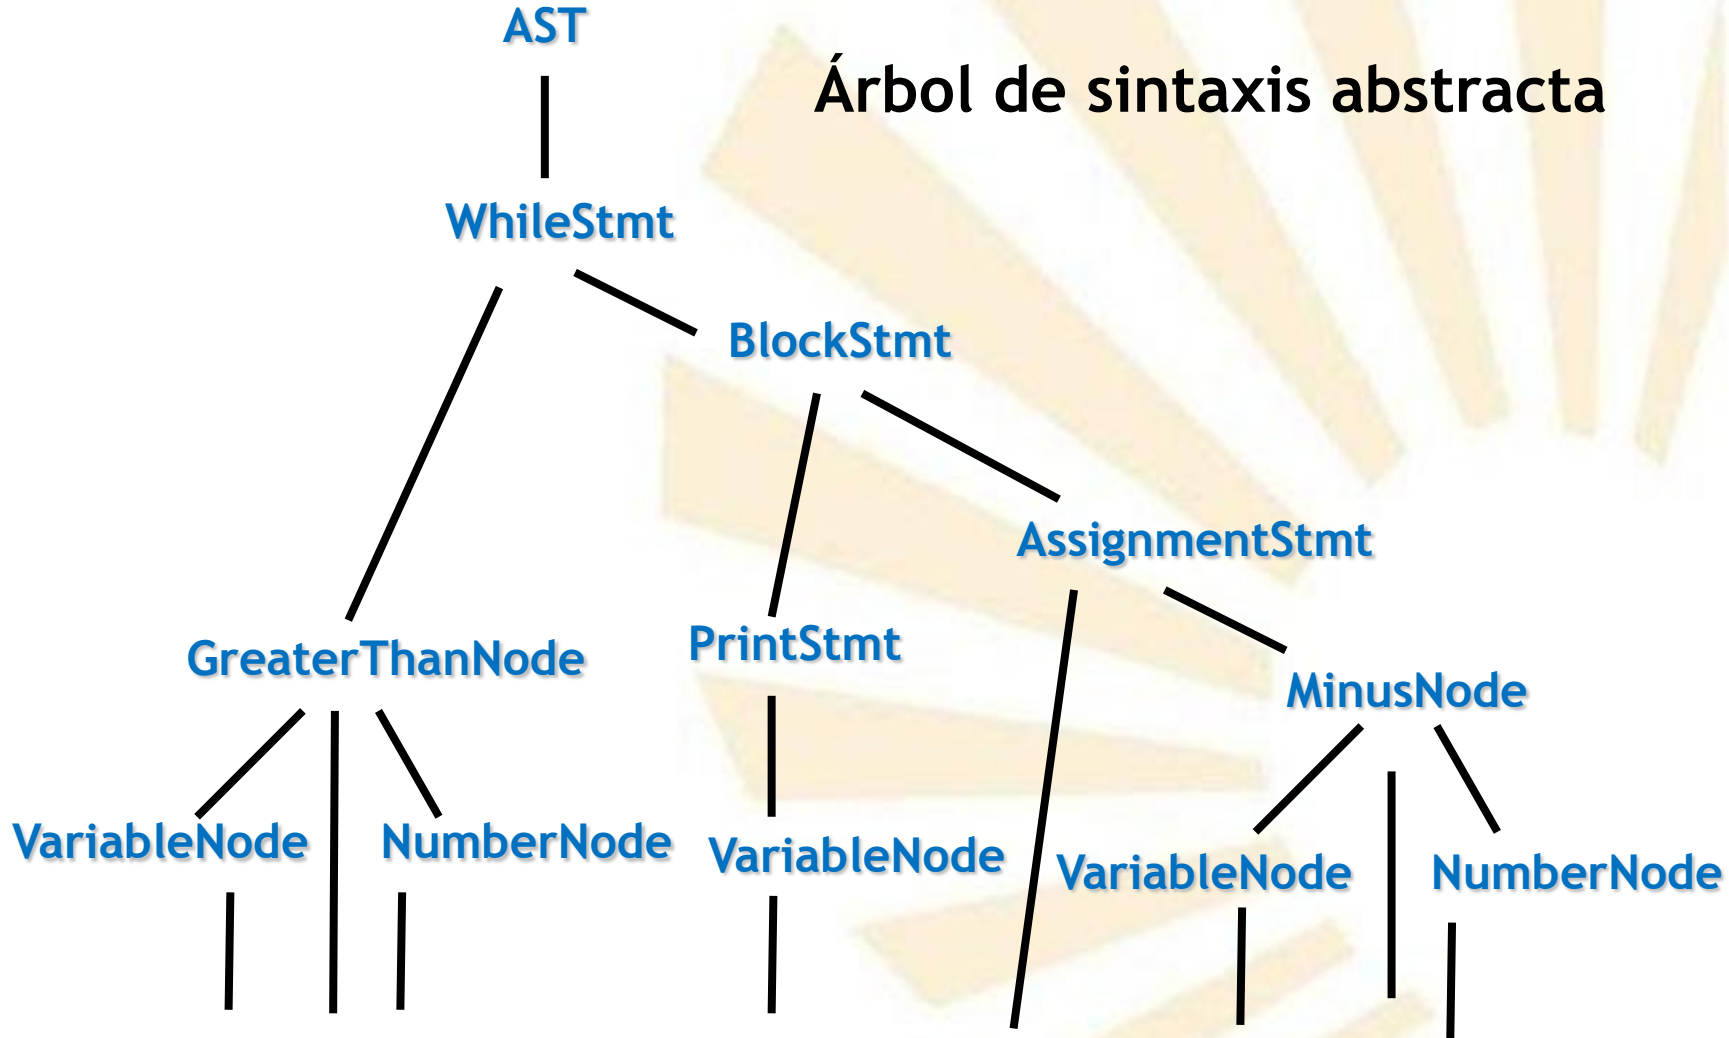 AST
Árbol de sintaxis abstracta
WhileStmt
BlockStmt
AssignmentStmt
GreaterThanNode
PrintStmt
MinusNode
VariableNode
NumberNode
VariableNode
VariableNode
NumberNode